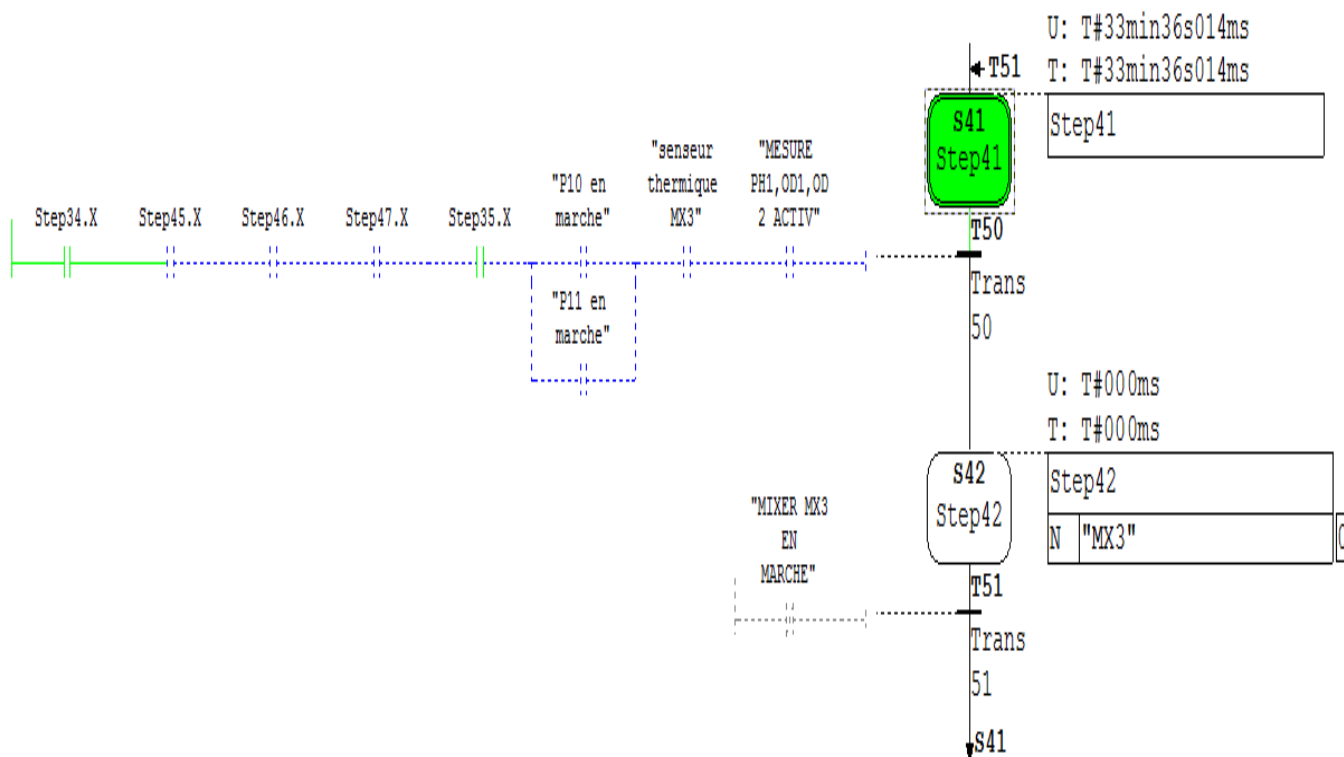 U: T#33min36s014ms
T51
T: T#33min36s014ms
S41
Step41
Step41
"senseur
thermique
MX3"
"MESURE
PH1,OD1,OD
2 ACTIV"
"P10 en
marche"
Step34.X
Step45.X
Step46.X
Step47.X
Step35.X
T50
Trans
50
"P11 en
marche"
U: T#000ms
T: T#000ms
S42
Step42
Step42
N "MX3"
"MIXER MX3
EN
MARCHE"
T51
Trans
51
S41